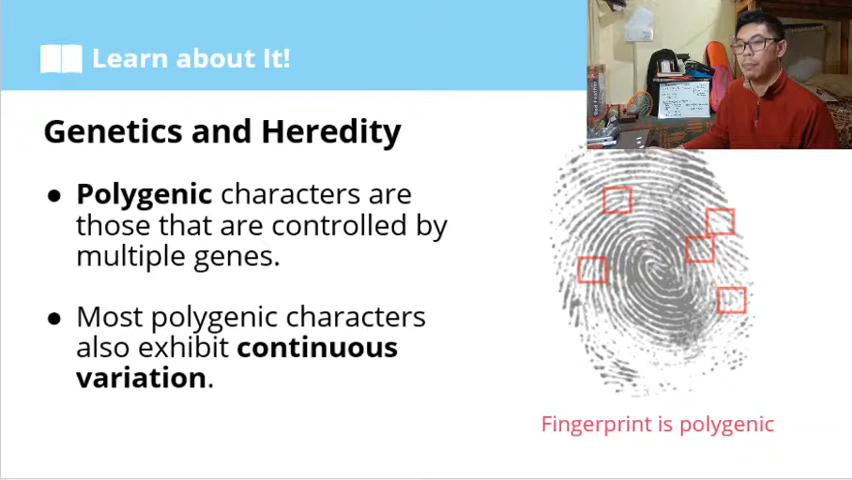 Learn about It!
Genetics and Heredity
● Polygenic characters are
those that are controlled by
multiple genes.
● Most polygenic characters
also exhibit continuous
variation.
Fingerprint is polygenic